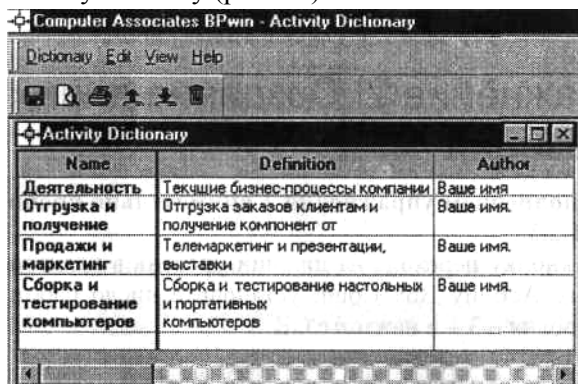 Computer Associates BPwin - Activity Dictionary
Dictionary Edit View Help
Activity Dictionary
Name Definition Author
Деятельность Текущие бизнес-процессы компании Ваше имя
Отгрузка и Отгрузка заказов клиентам и Ваше имя.
получение получение компонент от
Продажи и Телемаркетинг и презентации, Ваше имя.
маркетинг выставки
Сборка и Сборка и тестирование настольных Ваше имя.
тестирование и портативных
компьютеров компьютеров